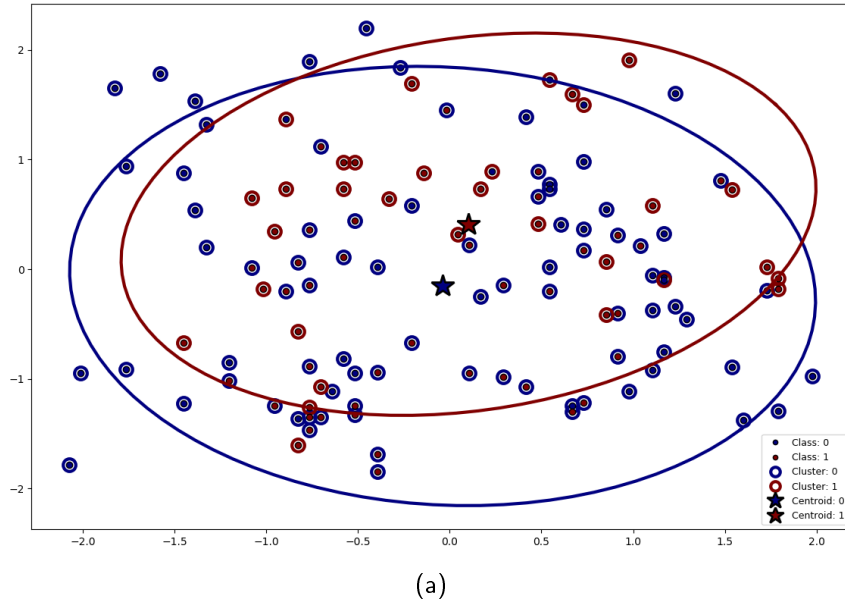 2
1
0
−1
−2
−2.0 −1.5 −1.0 −0.5 0.0 0.5 1.0 1.5 2.0
Class: 0
Class: 1
Cluster: 0
Cluster: 1
Centroid: 0
Centroid: 1
(a)